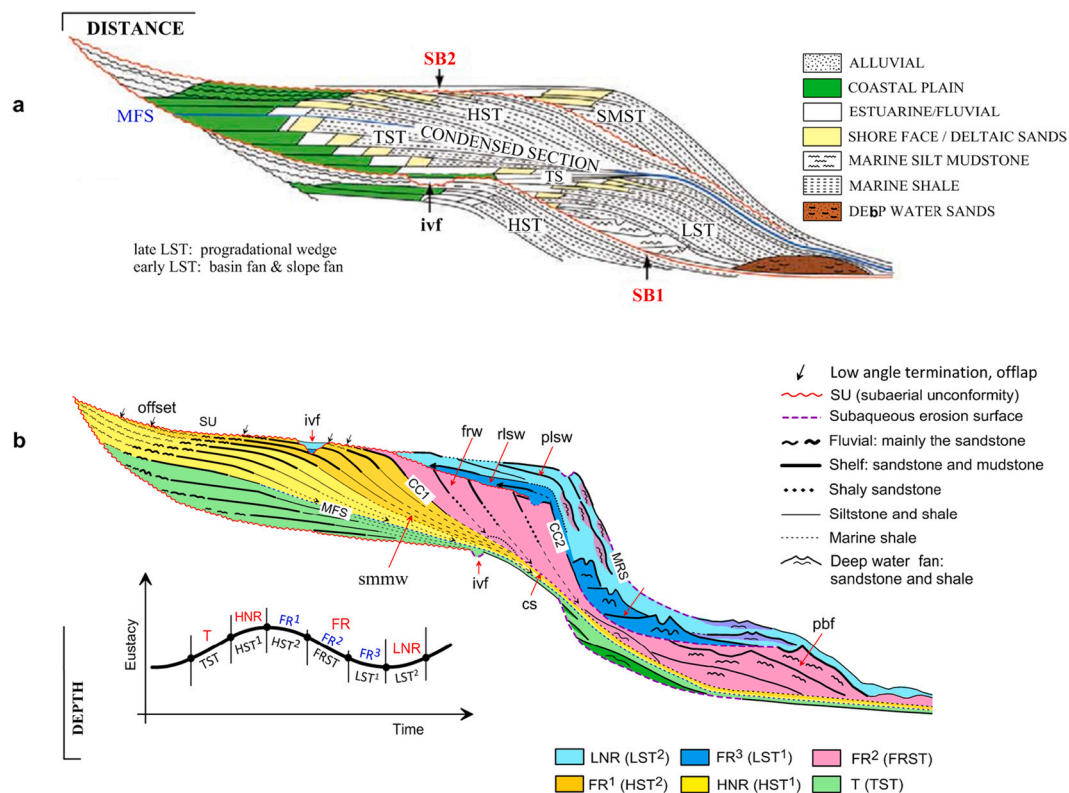 DISTANCE
a
SB2
MFS
HST
SMST
TST
CONDENSED SECTION
TS
ivf
HST
LST
SB1
late LST: progradational wedge
early LST: basin fan & slope fan
ALLUVIAL
COASTAL PLAIN
ESTUARINE/FLUVIAL
SHORE FACE / DELTAIC SANDS
MARINE SILT MUDSTONE
MARINE SHALE
DEEP WATER SANDS
b
b
offset
SU
ivf
frw
rlsw
plsw
CC1
MFS
CC2
MRS
smmw
ivf
cs
pbf
Low angle termination, offlap
SU (subaerial unconformity)
Subaqueous erosion surface
Fluvial: mainly the sandstone
Shelf: sandstone and mudstone
Shaly sandstone
Siltstone and shale
Marine shale
Deep water fan:
sandstone and shale
DEPTH
Eustacy
Time
T
HNR
FR¹
FR
FR²
FR³
LNR
TST
HST¹
HST²
FRST
LST¹
LST²
LNR (LST²)
FR³ (LST¹)
FR² (FRST)
FR¹ (HST²)
HNR (HST¹)
T (TST)